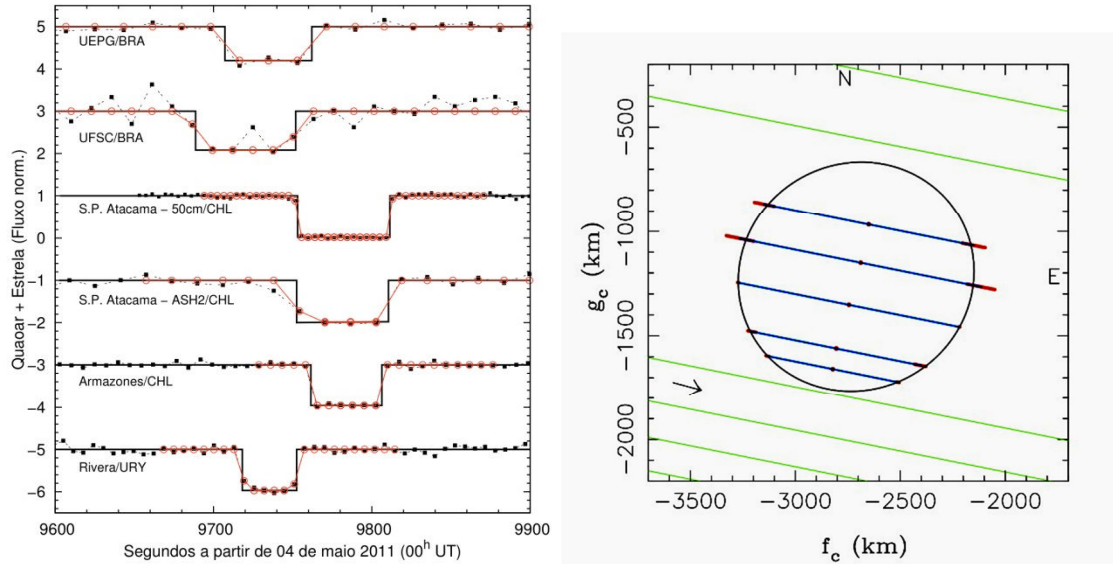 Quaoar + Estrela (Fluxo norm.)
5
UEPG/BRA
4
3
UFSC/BRA
2
1
S.P. Atacama – 50cm/CHL
0
−1
S.P. Atacama – ASH2/CHL
−2
−3
Armazones/CHL
−4
−5
Rivera/URY
−6
9600 9700 9800 9900
Segundos a partir de 04 de maio 2011 (00h UT)
N
E
g_c (km)
−500
−1000
−1500
−2000
−3500 −3000 −2500 −2000
f_c (km)